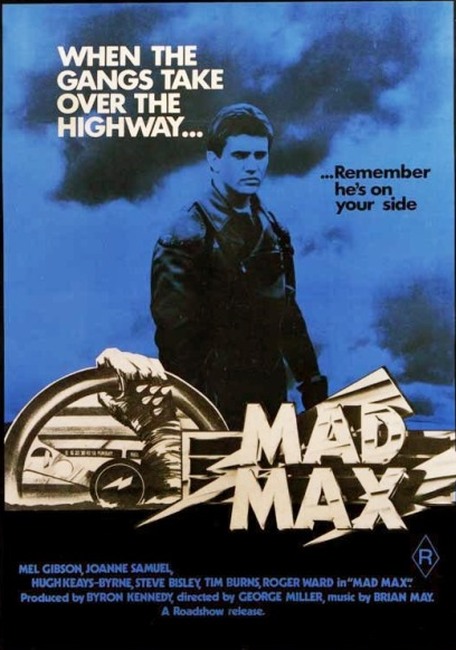 WHEN THE
GANGS TAKE
OVER THE
HIGHWAY...
...Remember
he's on
your side
MAD
MAX
R
MEL GIBSON, JOANNE SAMUEL,
HUGH KEAYS-BYRNE, STEVE BISLEY, TIM BURNS, ROGER WARD in "MAD MAX".
Produced by BYRON KENNEDY, directed by GEORGE MILLER, music by BRIAN MAY.
A Roadshow release.